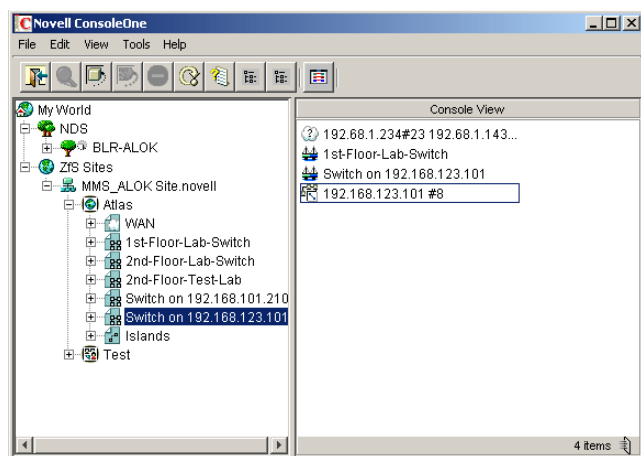 Novell ConsoleOne
File Edit View Tools Help
My World
NDS
BLR-ALOK
ZfS Sites
MMS_ALOK Site.novell
Atlas
WAN
1st-Floor-Lab-Switch
2nd-Floor-Lab-Switch
2nd-Floor-Test-Lab
Switch on 192.168.101.210
Switch on 192.168.123.101
Islands
Test
Console View
192.68.1.234#23 192.68.1.143...
1st-Floor-Lab-Switch
Switch on 192.168.123.101
192.168.123.101 #8
4 items